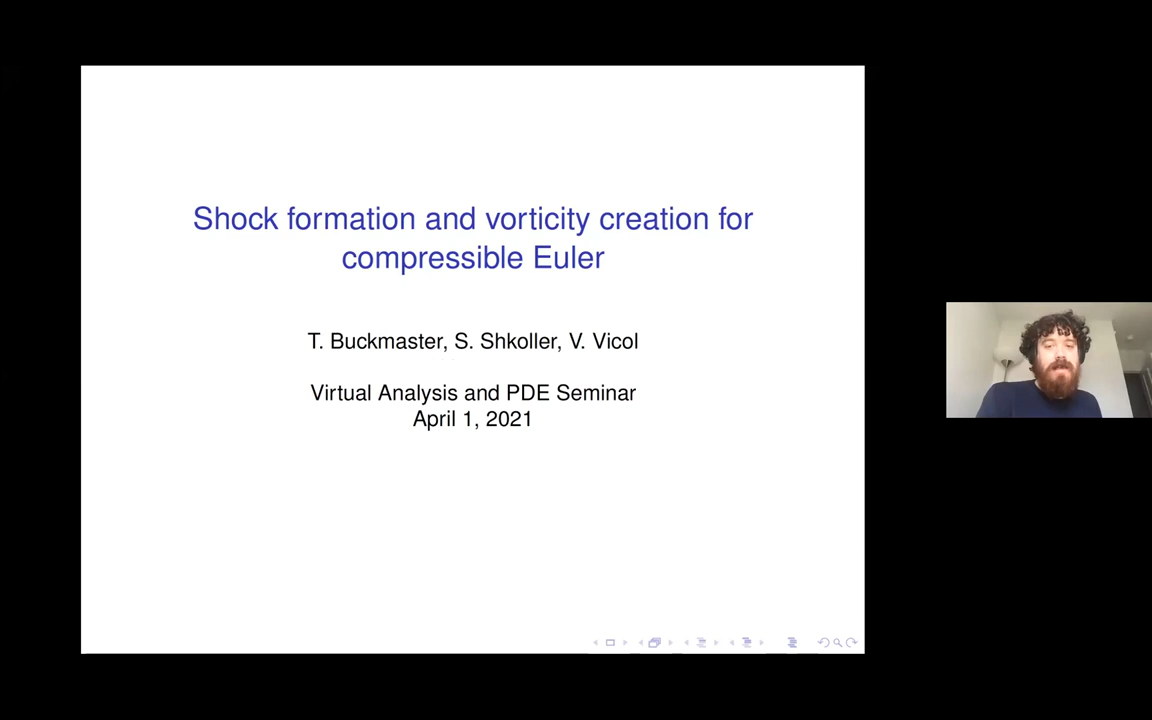 Shock formation and vorticity creation for
compressible Euler
T. Buckmaster, S. Shkoller, V. Vicol
Virtual Analysis and PDE Seminar
April 1, 2021